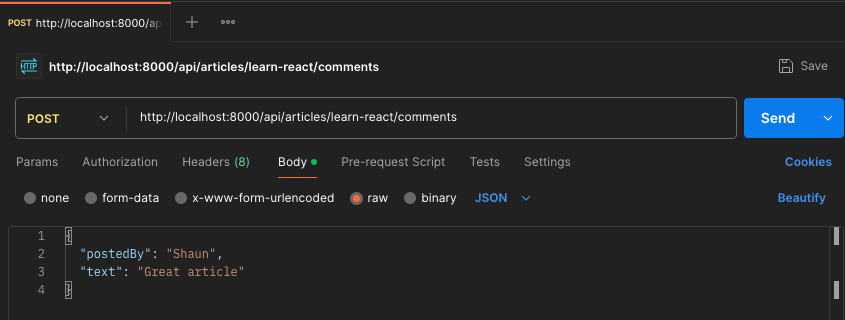 POST http://localhost:8000/ap
HTTP http://localhost:8000/api/articles/learn-react/comments Save
POST http://localhost:8000/api/articles/learn-react/comments Send
Params Authorization Headers (8) Body Pre-request Script Tests Settings Cookies
none form-data x-www-form-urlencoded raw binary JSON Beautify
1 {
2 "postedBy": "Shaun",
3 "text": "Great article"
4 }